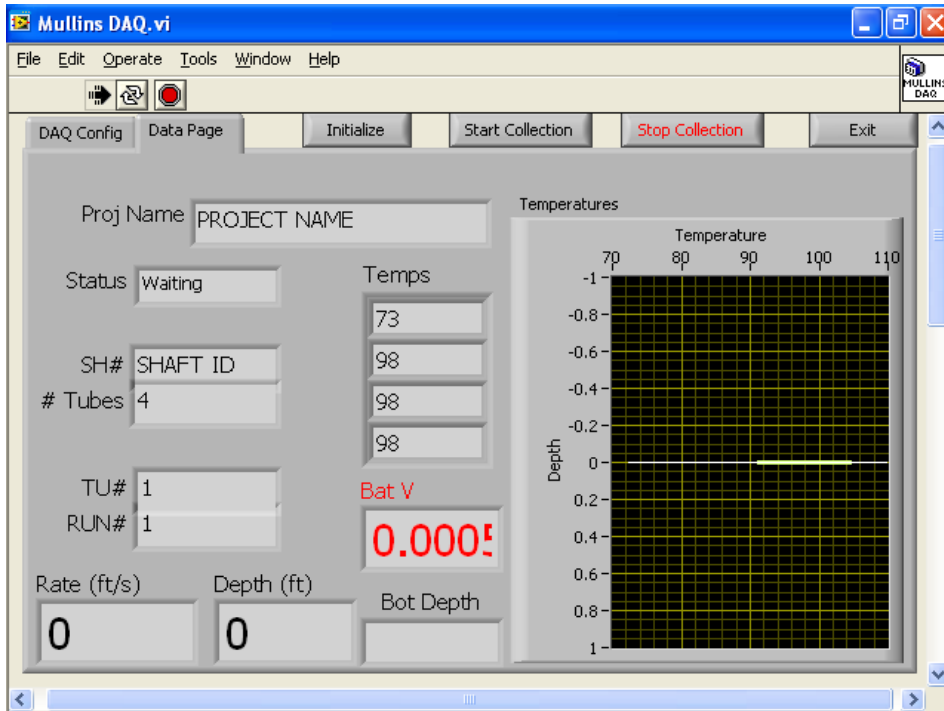 Mullins DAQ.vi
File Edit Operate Tools Window Help
MULLINS
DAQ
DAQ Config Data Page Initialize Start Collection Stop Collection Exit
Proj Name PROJECT NAME
Status Waiting
SH# SHAFT ID
# Tubes 4
TU# 1
RUN# 1
Rate (ft/s)
0
Depth (ft)
0
Temps
73
98
98
98
Bat V
0.0005
Bot Depth
Temperatures
Temperature
70 80 90 100 110
Depth
-1
-0.8
-0.6
-0.4
-0.2
0
0.2
0.4
0.6
0.8
1